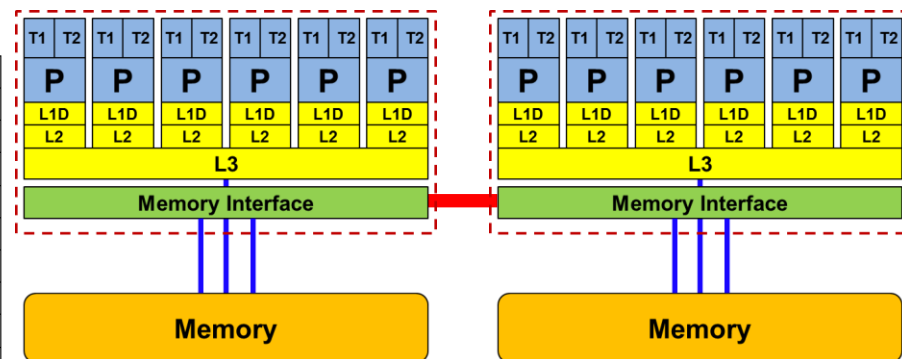 T1 T2 T1 T2 T1 T2 T1 T2 T1 T2 T1 T2 T1 T2 T1 T2 T1 T2 T1 T2 T1 T2 T1 T2
P P P P P P P P P P P P
L1D L1D L1D L1D L1D L1D L1D L1D L1D L1D L1D L1D
L2 L2 L2 L2 L2 L2 L2 L2 L2 L2 L2 L2
L3 L3
Memory Interface Memory Interface
Memory Memory